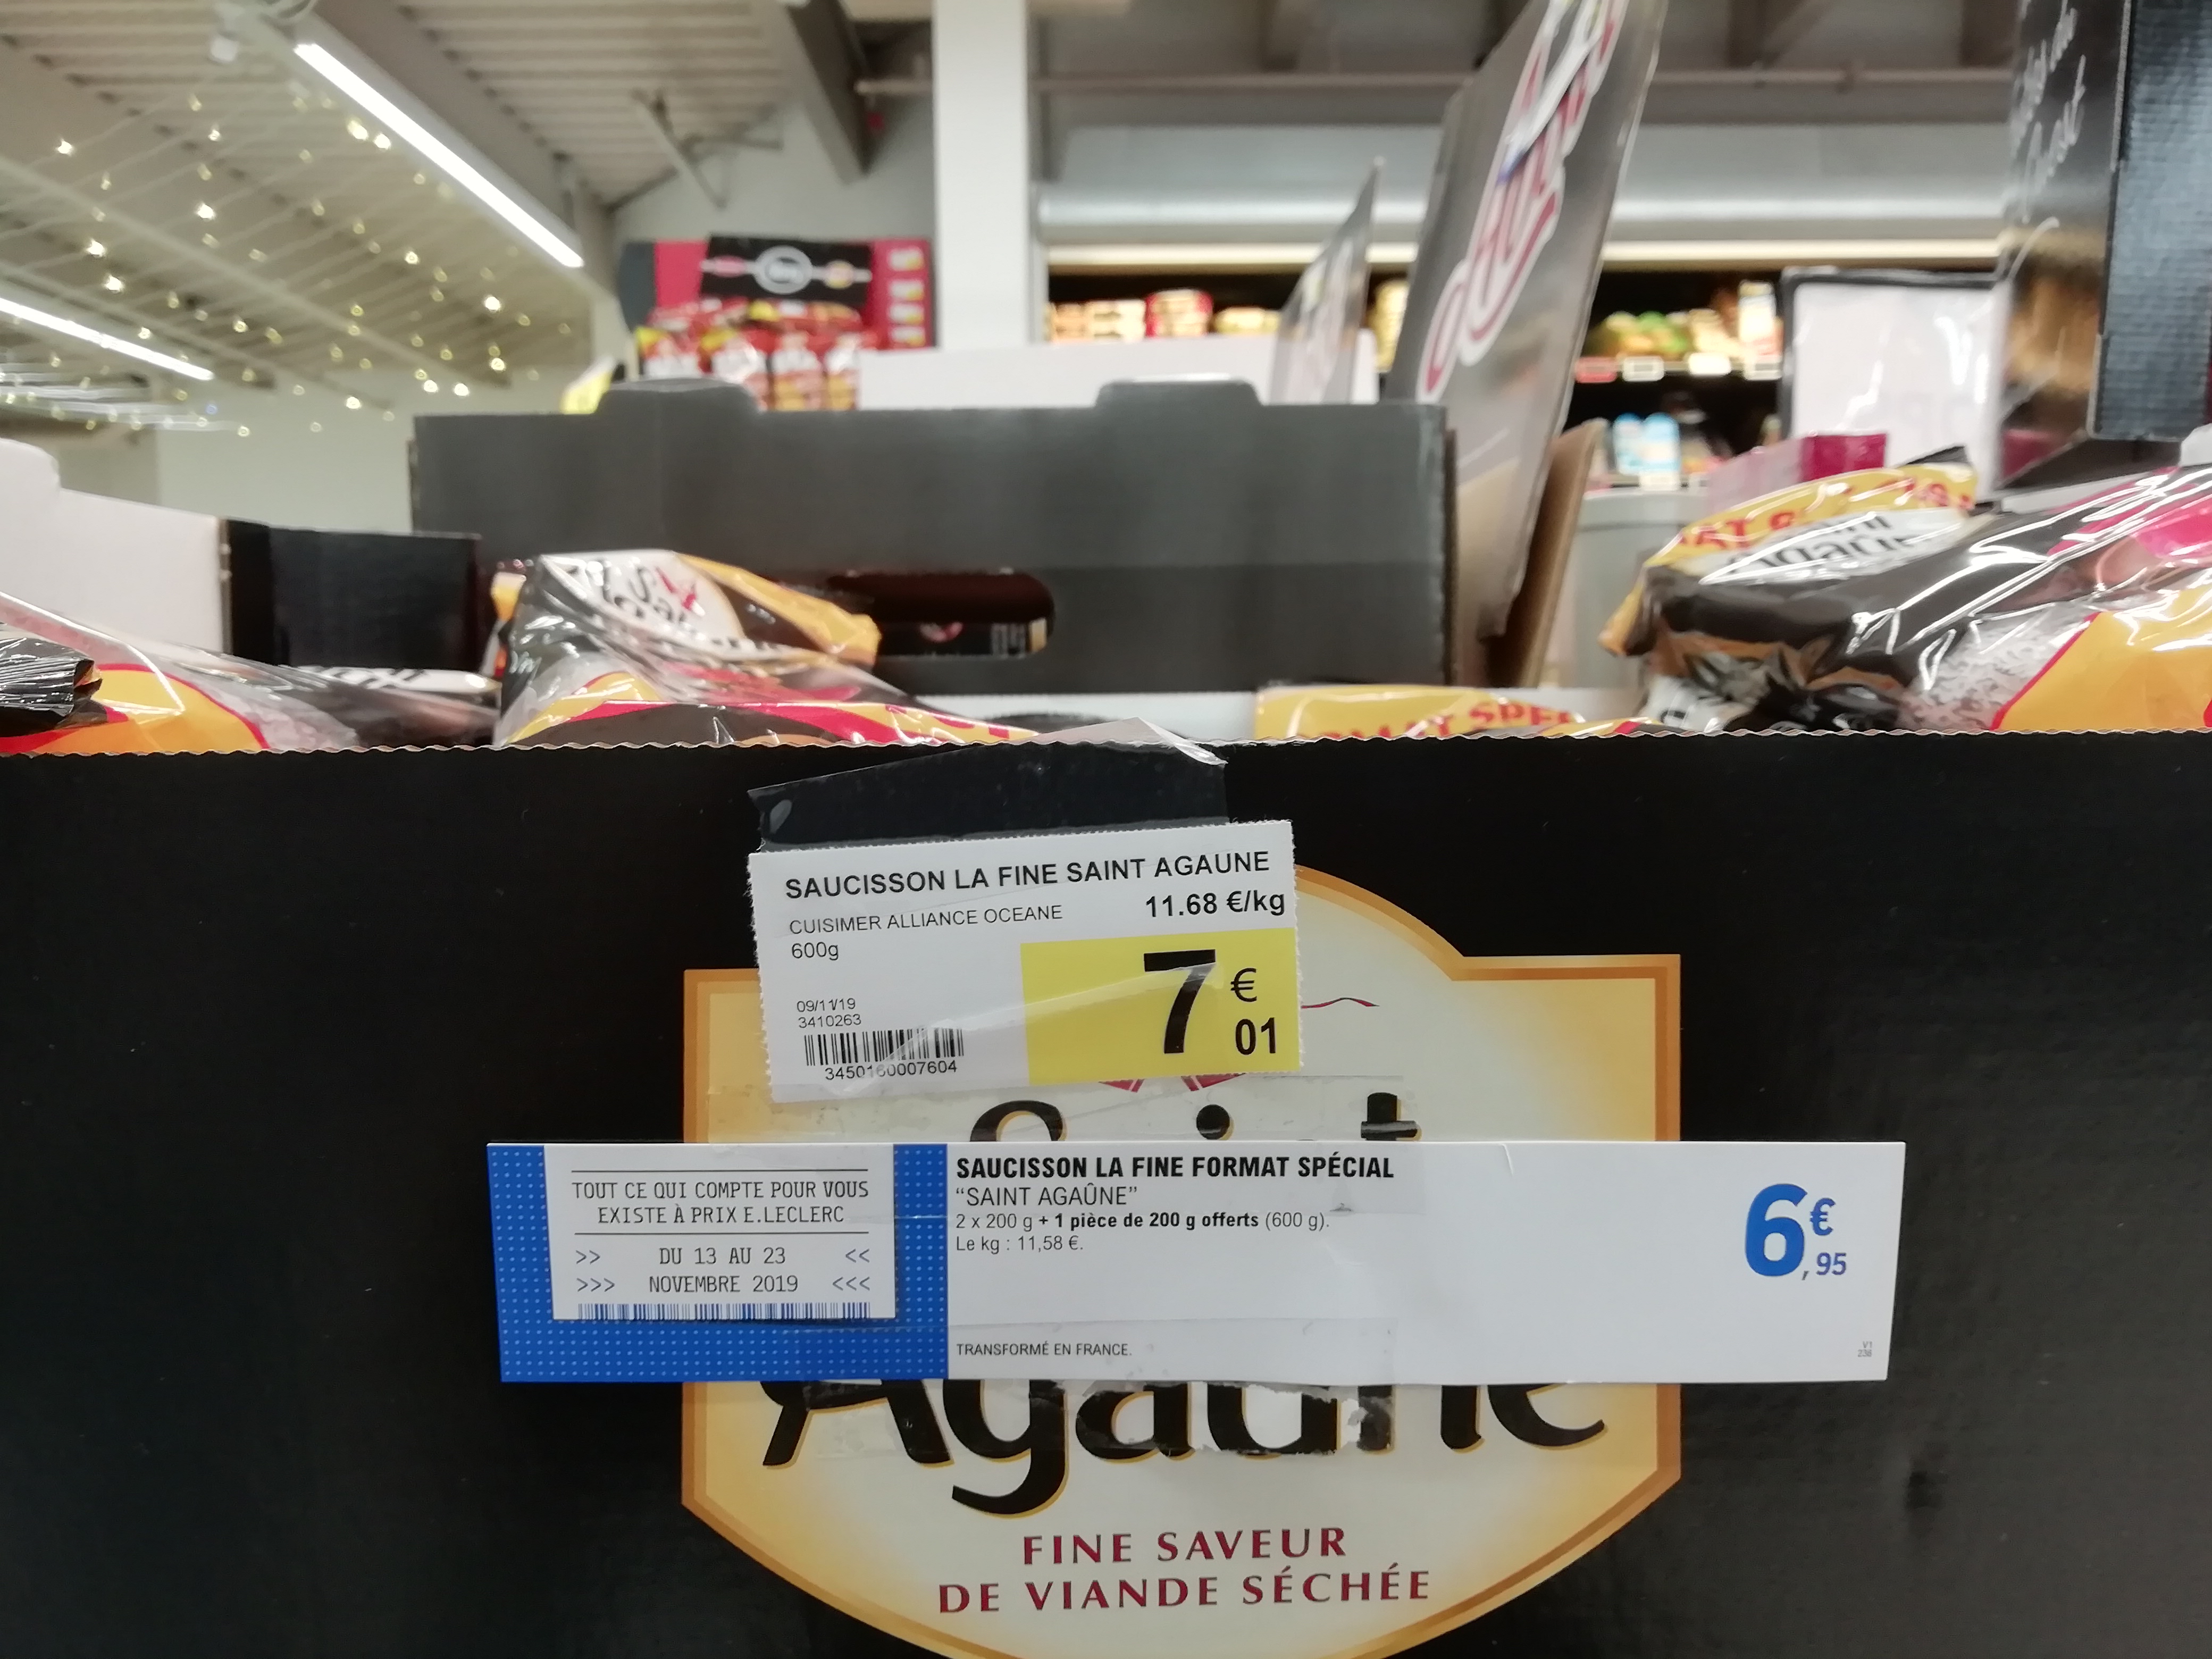 SAUCISSON LA FINE SAINT AGAUNE
CUISIMER ALLIANCE OCEANE
11.68 €/kg
600g
7 € 01
09/11/19
3410263
3450160007604
TOUT CE QUI COMPTE POUR VOUS
EXISTE À PRIX E.LECLERC
>> DU 13 AU 23 <<
>>> NOVEMBRE 2019 <<<
SAUCISSON LA FINE FORMAT SPÉCIAL
“SAINT AGAÛNE”
2 x 200 g + 1 pièce de 200 g offerts (600 g).
Le kg : 11,58 €.
TRANSFORMÉ EN FRANCE.
6€,95
V1
236
Agaune
FINE SAVEUR
DE VIANDE SÉCHÉE